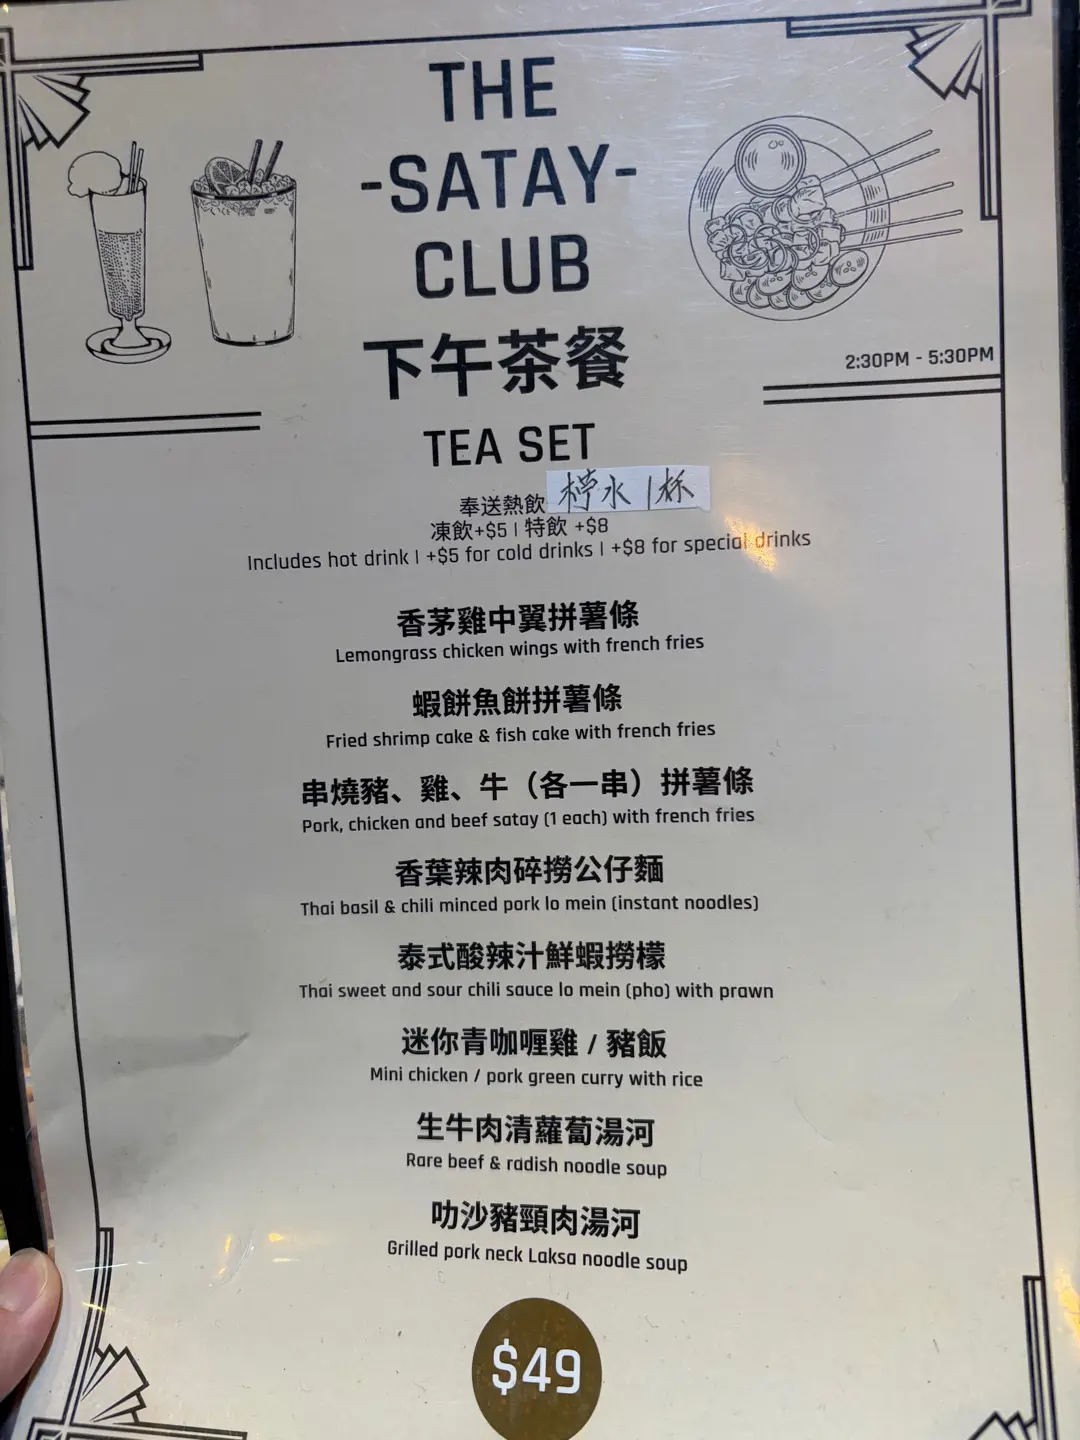 THE
-SATAY-
CLUB
下午茶餐
2:30PM - 5:30PM
TEA SET
奉送熱飲 柠水 1杯
凍飲+$5 | 特飲 +$8
Includes hot drink | +$5 for cold drinks | +$8 for special drinks
香茅雞中翼拼薯條
Lemongrass chicken wings with french fries
蝦餅魚餅拼薯條
Fried shrimp cake & fish cake with french fries
串燒豬、雞、牛（各一串）拼薯條
Pork, chicken and beef satay (1 each) with french fries
香葉辣肉碎撈公仔麵
Thai basil & chili minced pork lo mein (instant noodles)
泰式酸辣汁鮮蝦撈檬
Thai sweet and sour chili sauce lo mein (pho) with prawn
迷你青咖喱雞 / 豬飯
Mini chicken / pork green curry with rice
生牛肉清蘿蔔湯河
Rare beef & radish noodle soup
叻沙豬頸肉湯河
Grilled pork neck Laksa noodle soup
$49